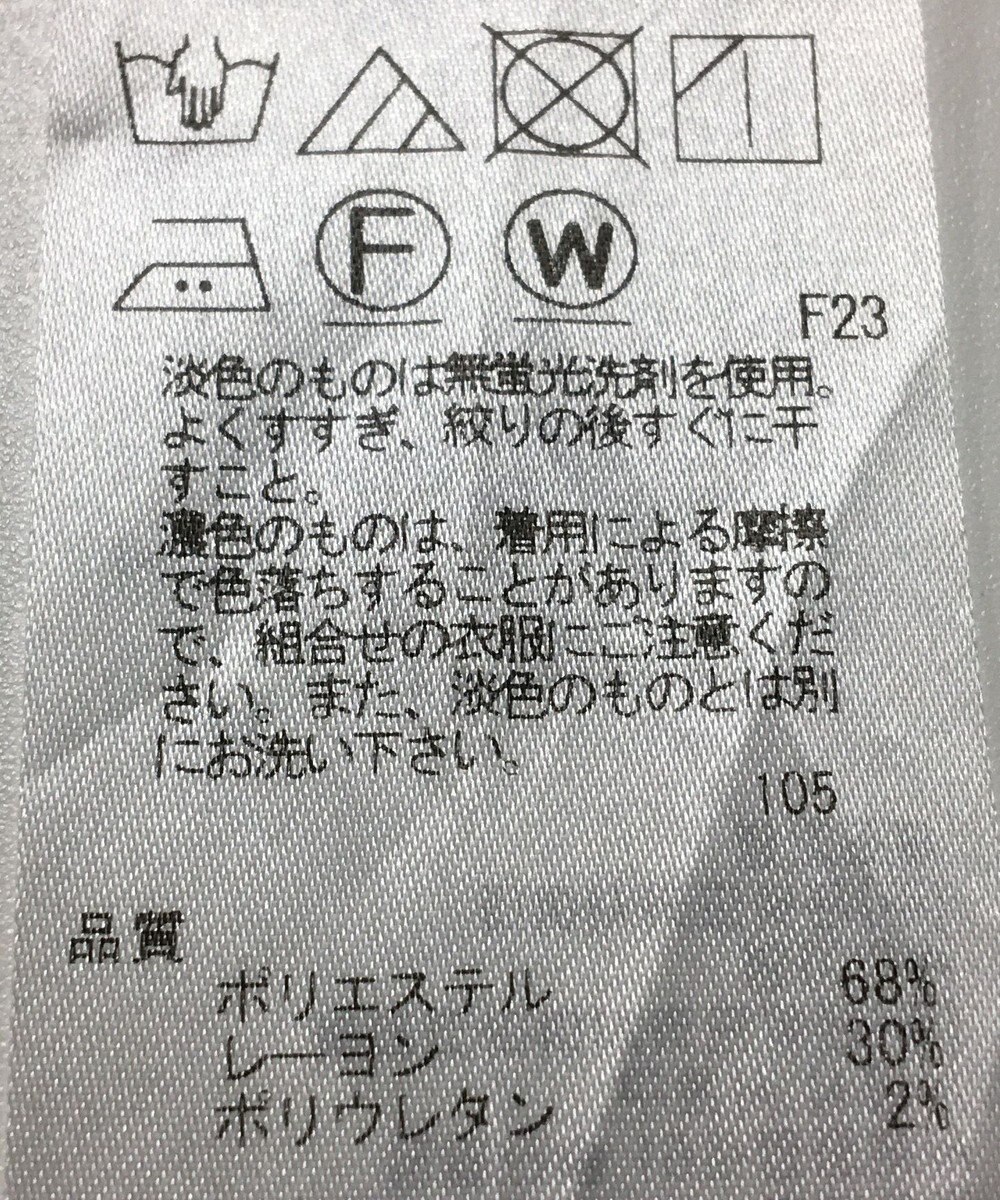 F W
F23
淡色のものは無蛍光洗剤を使用。
よくすすぎ、絞りの後すぐに干
すこと。
濃色のものは、着用による摩擦
で色落ちすることがありますの
で、組合せの衣服にご注意くだ
さい。また、淡色のものとは別
にお洗い下さい。
105
品質
ポリエステル 68%
レーヨン 30%
ポリウレタン 2%